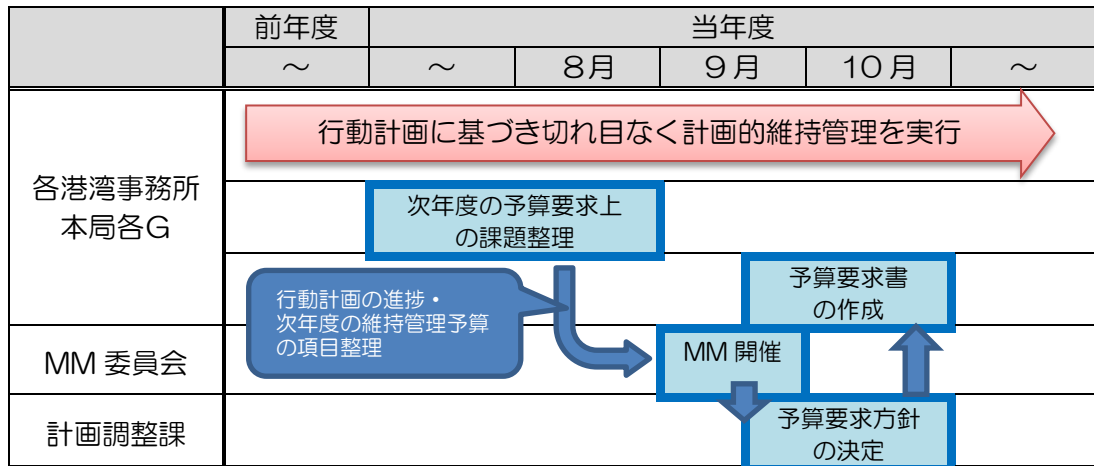 前年度
当年度
～
～
8月
9月
10月
～
各港湾事務所
本局各G
行動計画に基づき切れ目なく計画的維持管理を実行
次年度の予算要求上
の課題整理
行動計画の進捗・
次年度の維持管理予算
の項目整理
予算要求書
の作成
MM 委員会
MM 開催
計画調整課
予算要求方針
の決定